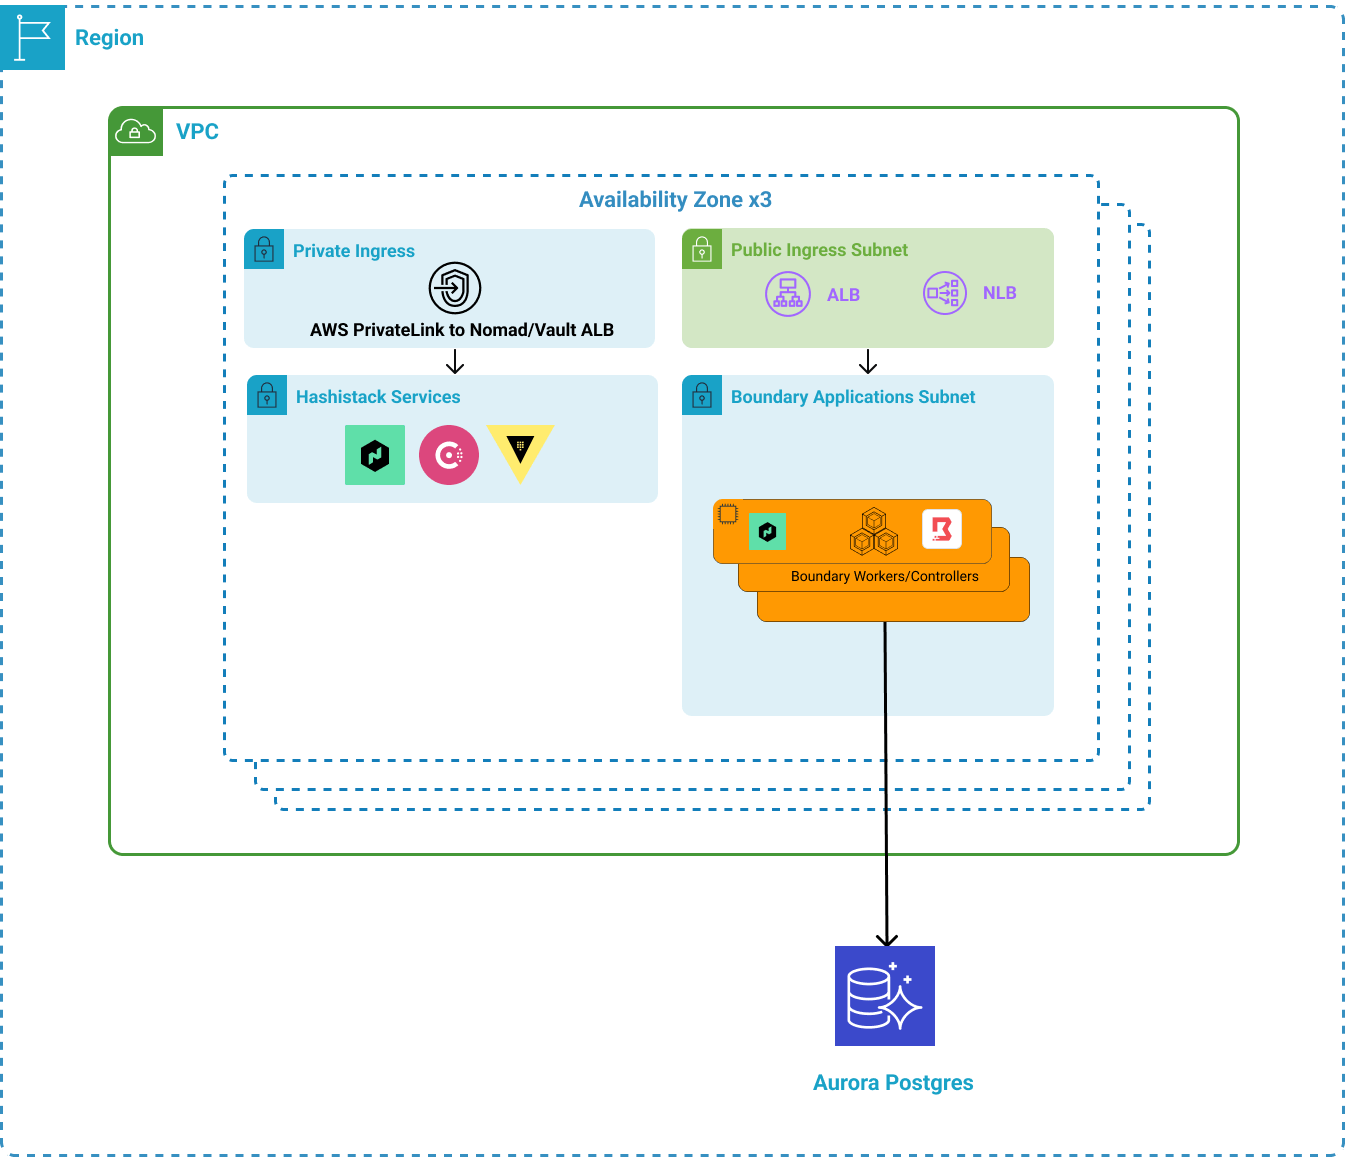 Region
VPC
Availability Zone x3
Private Ingress
AWS PrivateLink to Nomad/Vault ALB
Public Ingress Subnet
ALB
NLB
Hashistack Services
Boundary Applications Subnet
Boundary Workers/Controllers
Aurora Postgres